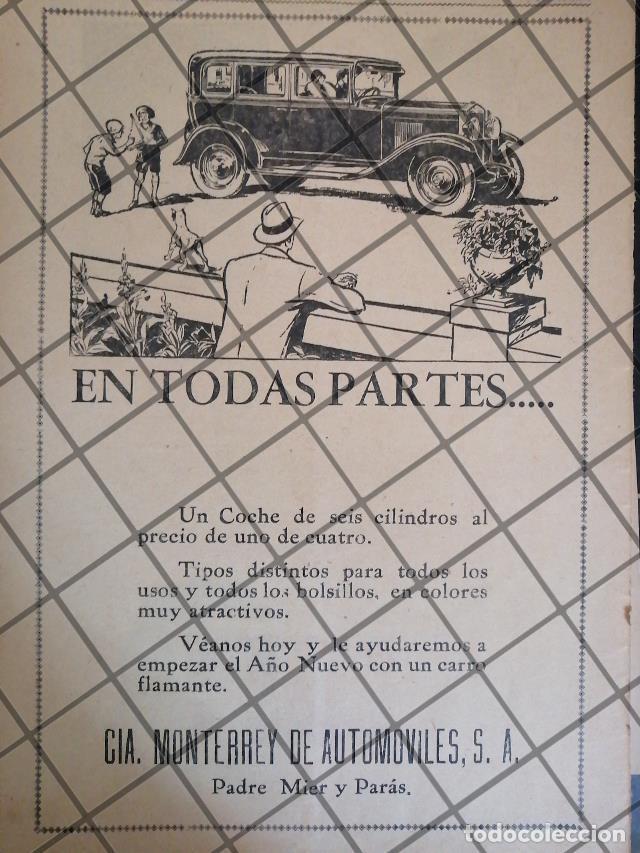 EN TODAS PARTES.....
Un Coche de seis cilindros al
precio de uno de cuatro.
Tipos distintos para todos los
usos y todos los bolsillos, en colores
muy atractivos.
Véanos hoy y le ayudaremos a
empezar el Año Nuevo con un carro
flamante.
CIA. MONTERREY DE AUTOMOVILES, S. A.
Padre Mier y Parás.
todocoleccion.net
todocoleccion